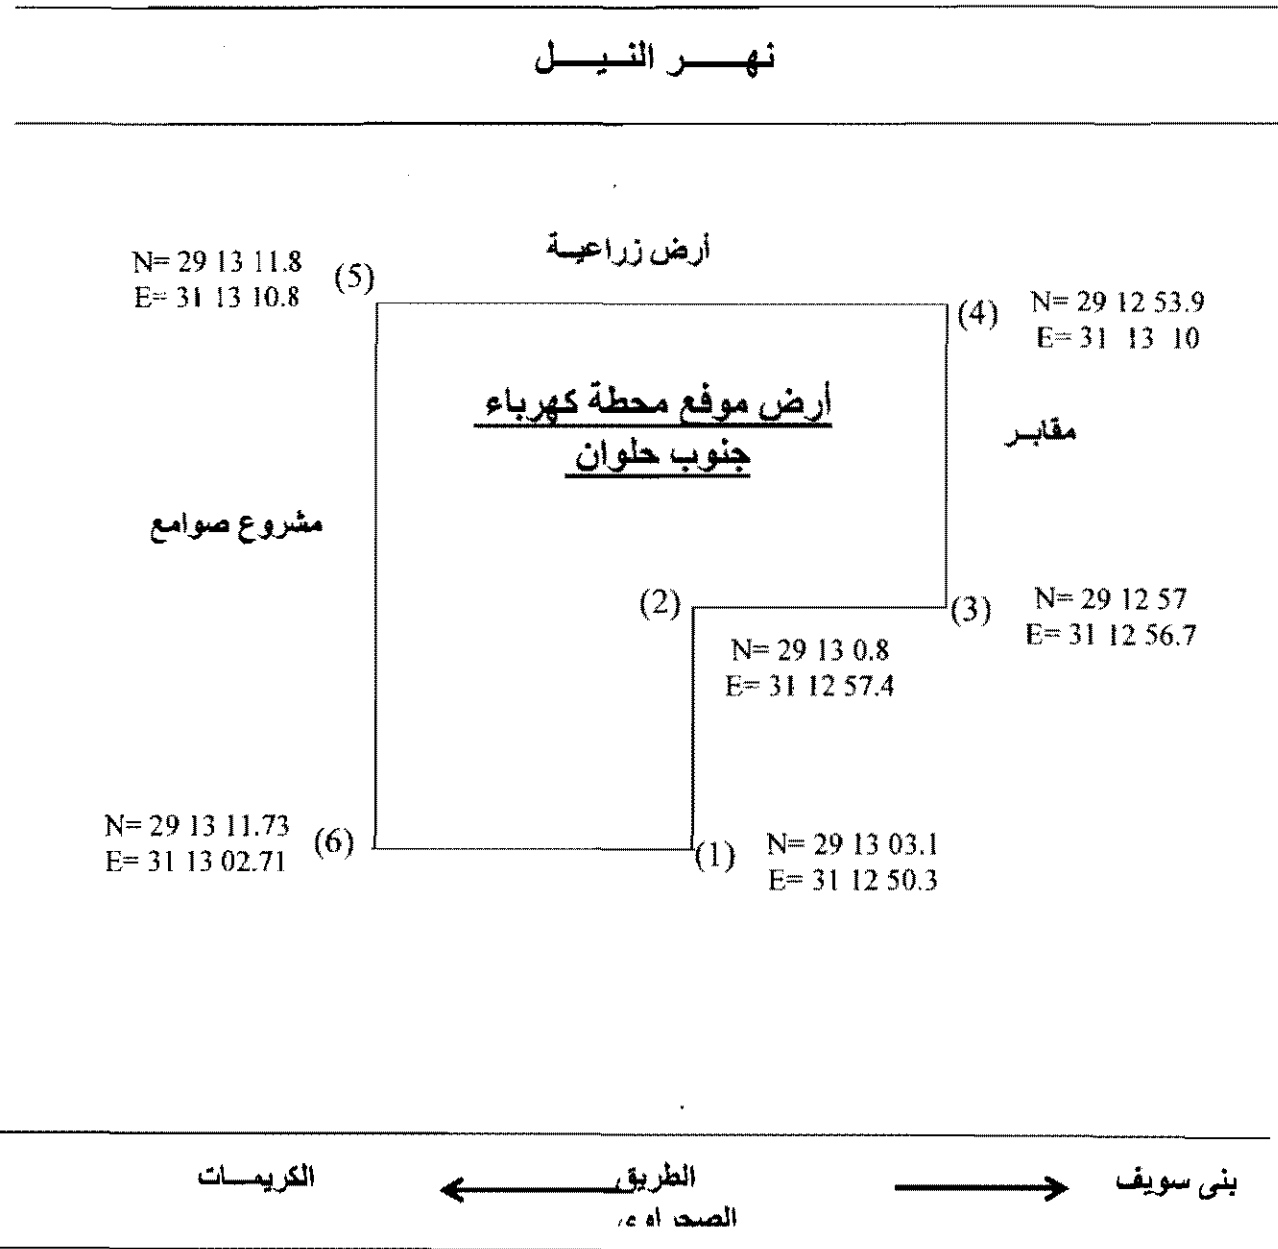 نهـــر النيـــل
أرض زراعيـة
N= 29 13 11.8
E= 31 13 10.8
(5)
(4)
N= 29 12 53.9
E= 31 13 10
أرض موقع محطة كهرباء
جنوب حلوان
مقابـر
مشروع صوامع
(2)
(3)
N= 29 12 57
E= 31 12 56.7
N= 29 13 0.8
E= 31 12 57.4
N= 29 13 11.73
E= 31 13 02.71
(6)
(1)
N= 29 13 03.1
E= 31 12 50.3
بنى سويف
الطريق
الصحراوى
الكريمـــات